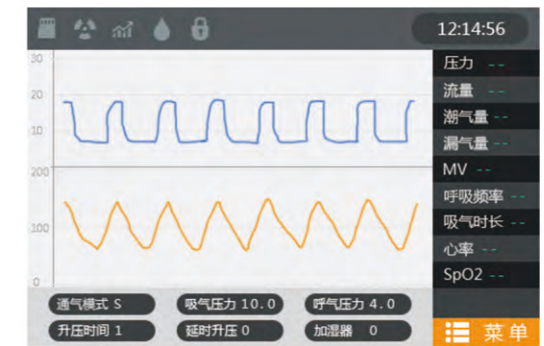 12:14:56
30
20
10
200
100
0
压力 --
流量 --
潮气量 --
漏气量 --
MV --
呼吸频率 --
吸气时长 --
心率 --
SpO2 --
通气模式 S
吸气压力 10.0
呼气压力 4.0
升压时间 1
延时升压 0
加湿器 0
菜单